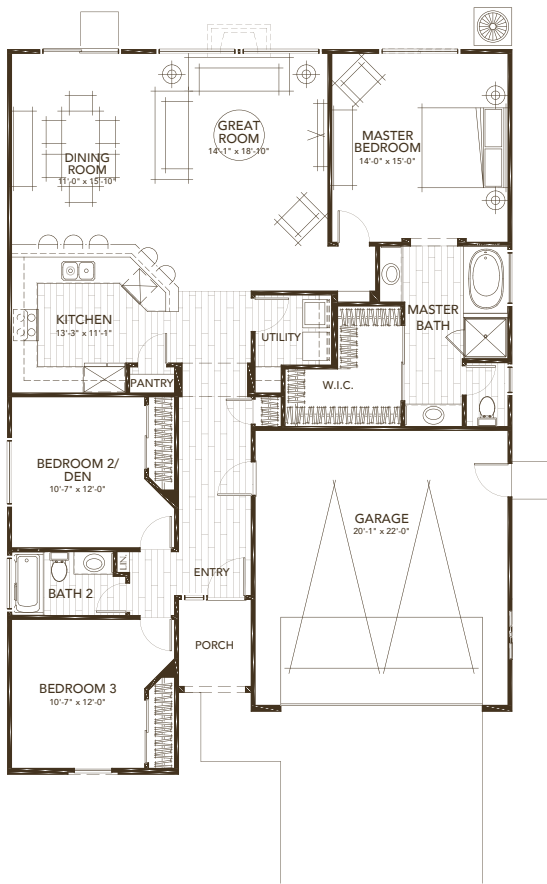 GREAT
ROOM
14'-1" x 18'-10"
MASTER
BEDROOM
14'-0" x 15'-0"
DINING
ROOM
11'-0" x 15'-10"
KITCHEN
13'-3" x 11'-1"
UTILITY
MASTER
BATH
PANTRY
W.I.C.
BEDROOM 2/
DEN
10'-7" x 12'-0"
GARAGE
20'-1" x 22'-0"
LIN.
ENTRY
BATH 2
PORCH
BEDROOM 3
10'-7" x 12'-0"